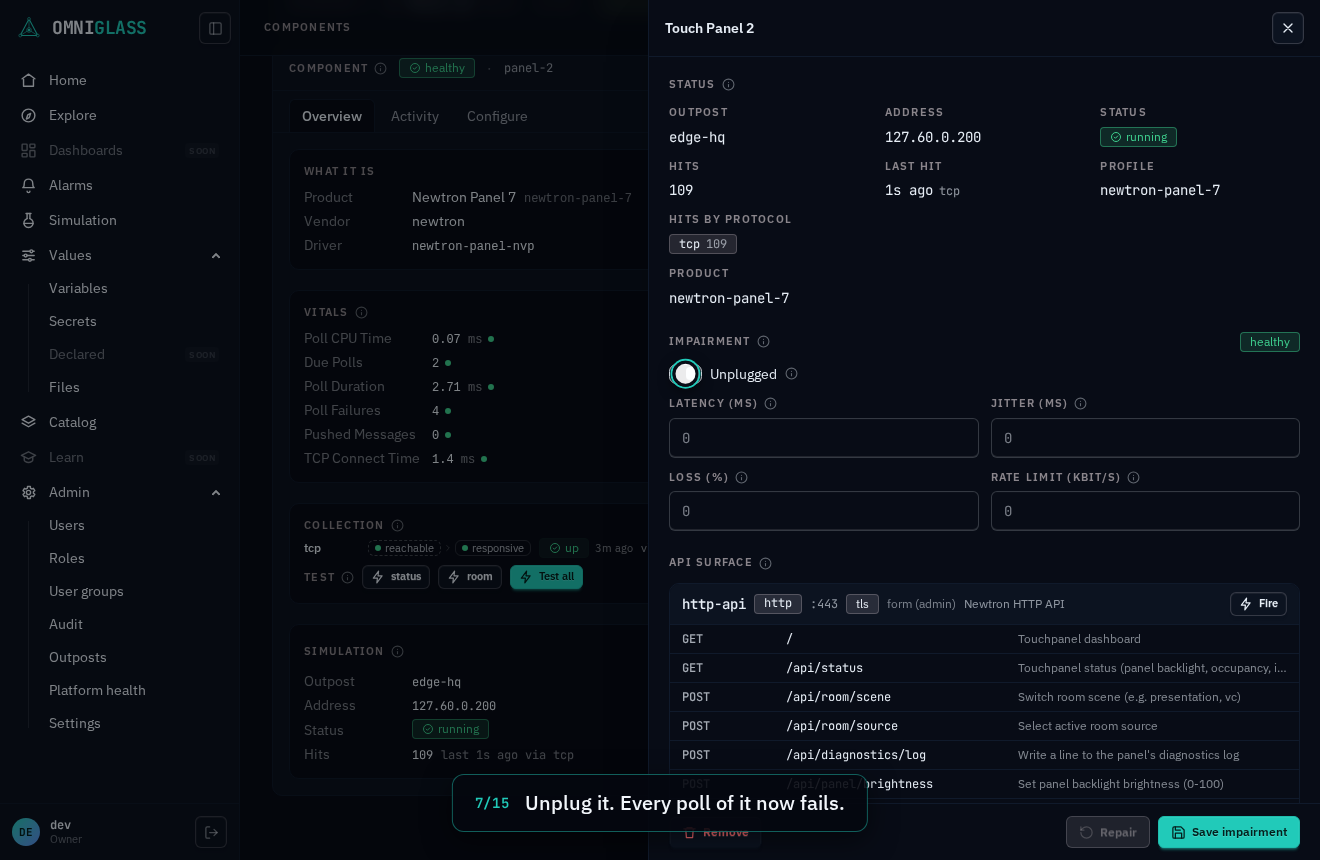 OMNIGLASS
Home
Explore
Dashboards SOON
Alarms
Simulation
Values
Variables
Secrets
Declared SOON
Files
Catalog
Learn SOON
Admin
Users
Roles
User groups
Audit
Outposts
Platform health
Settings
DE dev
Owner
COMPONENTS
COMPONENT healthy · panel-2
Overview Activity Configure
WHAT IT IS
Product Newtron Panel 7 newtron-panel-7
Vendor newtron
Driver newtron-panel-nvp
VITALS
Poll CPU Time 0.07 ms
Due Polls 2
Poll Duration 2.71 ms
Poll Failures 4
Pushed Messages 0
TCP Connect Time 1.4 ms
COLLECTION
tcp reachable responsive up 3m ago v
TEST status room Test all
SIMULATION
Outpost edge-hq
Address 127.60.0.200
Status running
Hits 109 last 1s ago via tcp
Touch Panel 2
STATUS
OUTPOST ADDRESS STATUS
edge-hq 127.60.0.200 running
HITS LAST HIT PROFILE
109 1s ago tcp newtron-panel-7
HITS BY PROTOCOL
tcp 109
PRODUCT
newtron-panel-7
IMPAIRMENT healthy
Unplugged
LATENCY (MS) JITTER (MS)
0 0
LOSS (%) RATE LIMIT (KBIT/S)
0 0
API SURFACE
http-api http :443 tls form (admin) Newtron HTTP API Fire
GET / Touchpanel dashboard
GET /api/status Touchpanel status (panel backlight, occupancy, i...
POST /api/room/scene Switch room scene (e.g. presentation, vc)
POST /api/room/source Select active room source
POST /api/diagnostics/log Write a line to the panel's diagnostics log
POST /api/panel/brightness Set panel backlight brightness (0-100)
7/15 Unplug it. Every poll of it now fails.
Remove Repair Save impairment